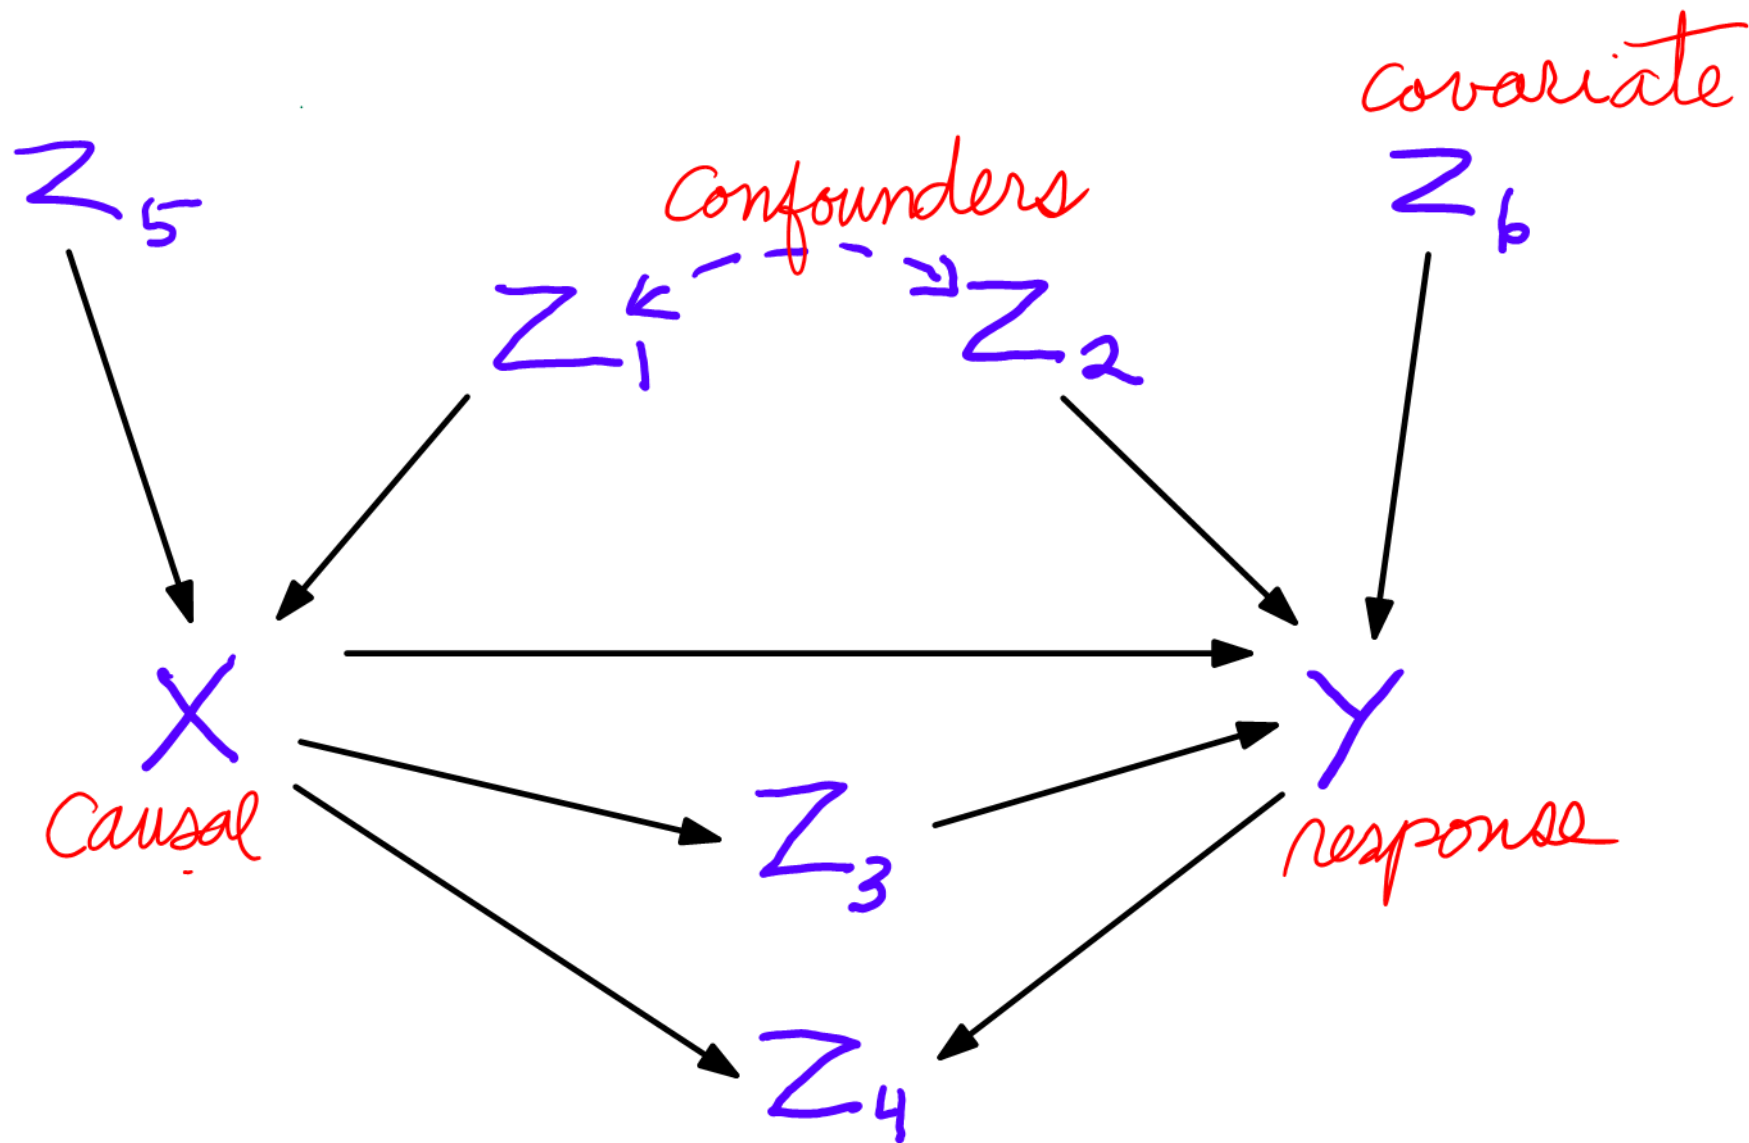 covariate
Z5
confounders
Z6
Z1
Z2
X
Y
Causal
response
Z3
Z4